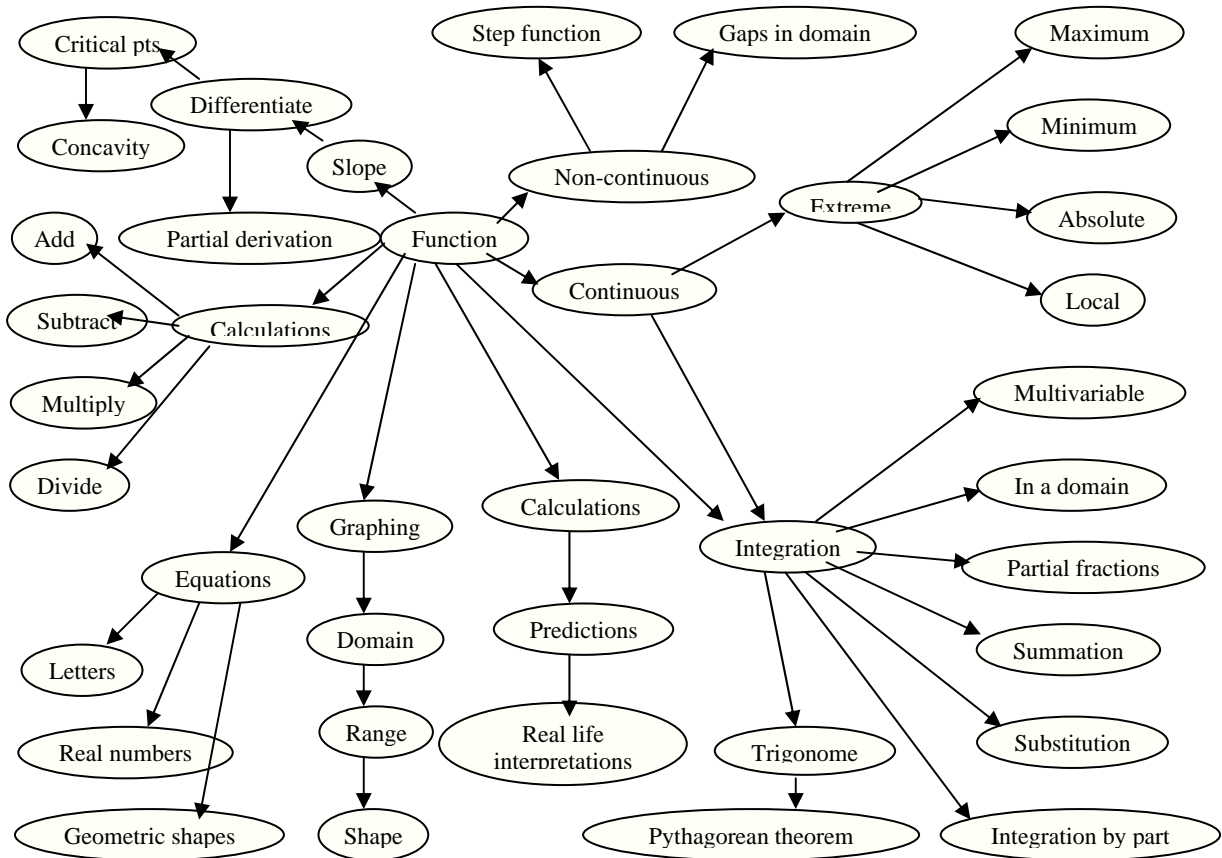 Critical pts
Step function
Gaps in domain
Maximum
Differentiate
Minimum
Concavity
Slope
Non-continuous
Extreme
Absolute
Add
Partial derivation
Function
Continuous
Local
Subtract
Calculations
Multiply
Multivariable
Divide
In a domain
Graphing
Calculations
Integration
Equations
Partial fractions
Domain
Predictions
Letters
Summation
Real numbers
Range
Real life
interpretations
Trigonome
Substitution
Geometric shapes
Shape
Pythagorean theorem
Integration by part